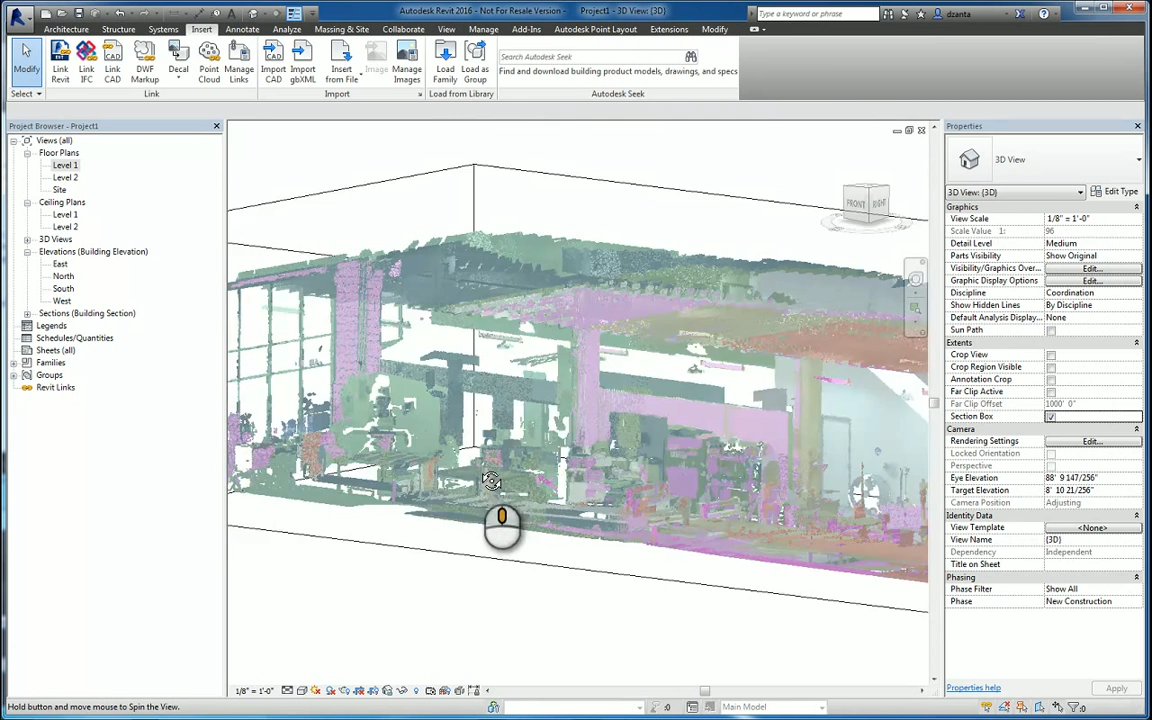 Autodesk Revit 2016 - Not For Resale Version - Project1 - 3D View: {3D}
Type a keyword or phrase
dzanta
Architecture Structure Systems Insert Annotate Analyze Massing & Site Collaborate View Manage Add-Ins Autodesk Point Layout Extensions Modify
Modify
Link Revit
Link IFC
Link CAD
DWF Markup
Decal
Point Cloud
Manage Links
Import CAD
Import gbXML
Insert from File
Image
Manage Images
Load Family
Load as Group
Search Autodesk Seek
Find and download building product models, drawings, and specs
Select
Link
Import
Load from Library
Autodesk Seek
Project Browser - Project1
Views (all)
Floor Plans
Level 1
Level 2
Site
Ceiling Plans
Level 1
Level 2
3D Views
Elevations (Building Elevation)
East
North
South
West
Sections (Building Section)
Legends
Schedules/Quantities
Sheets (all)
Families
Groups
Revit Links
FRONT RIGHT
Properties
3D View
3D View: {3D} Edit Type
Graphics
View Scale 1/8" = 1'-0"
Scale Value 1: 96
Detail Level Medium
Parts Visibility Show Original
Visibility/Graphics Over... Edit...
Graphic Display Options Edit...
Discipline Coordination
Show Hidden Lines By Discipline
Default Analysis Display... None
Sun Path
Extents
Crop View
Crop Region Visible
Annotation Crop
Far Clip Active
Far Clip Offset 1000' 0"
Section Box
Camera
Rendering Settings Edit...
Locked Orientation
Perspective
Eye Elevation 88' 9 147/256"
Target Elevation 8' 10 21/256"
Camera Position Adjusting
Identity Data
View Template <None>
View Name {3D}
Dependency Independent
Title on Sheet
Phasing
Phase Filter Show All
Phase New Construction
Properties help Apply
1/8" = 1'-0"
Hold button and move mouse to Spin the View.
:0
Main Model
:0